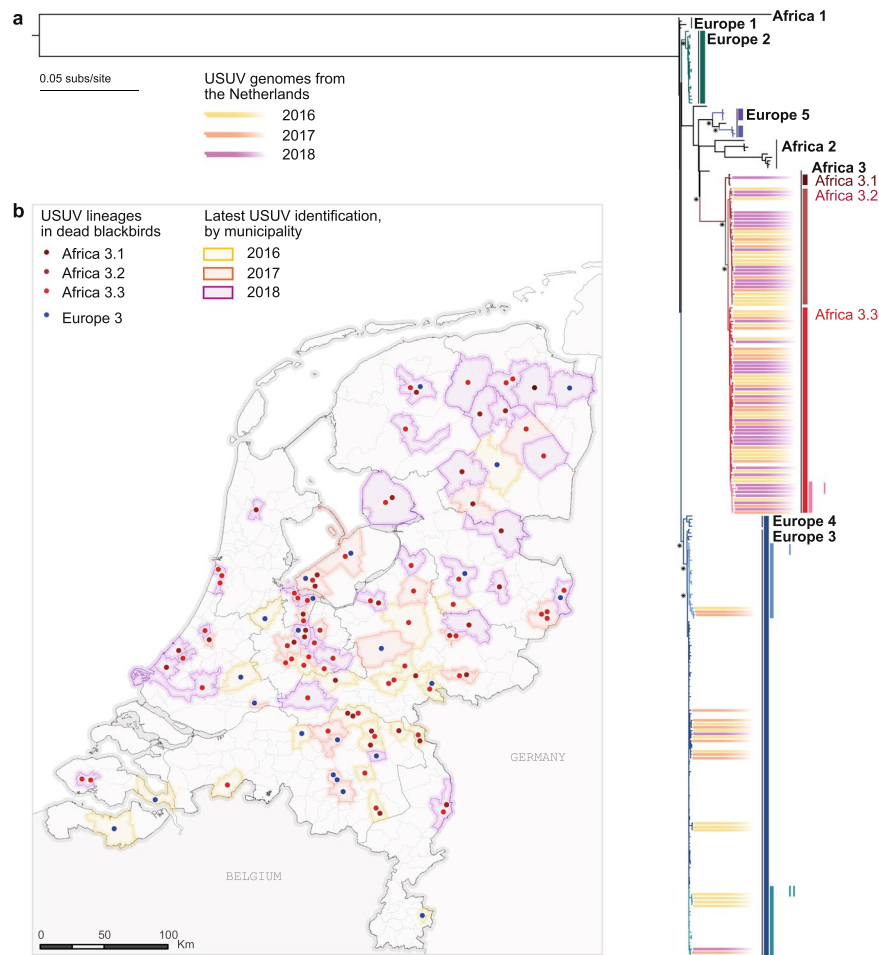 a
Africa 1
Europe 1
Europe 2
0.05 subs/site
USUV genomes from
the Netherlands
2016
2017
2018
*
Europe 5
*
*
Africa 2
Africa 3
Africa 3.1
Africa 3.2
*
*
*
Africa 3.3
I
Europe 4
Europe 3
*
I
*
*
II
b
USUV lineages
in dead blackbirds
Africa 3.1
Africa 3.2
Africa 3.3
Europe 3
Latest USUV identification,
by municipality
2016
2017
2018
GERMANY
BELGIUM
0 50 100
Km